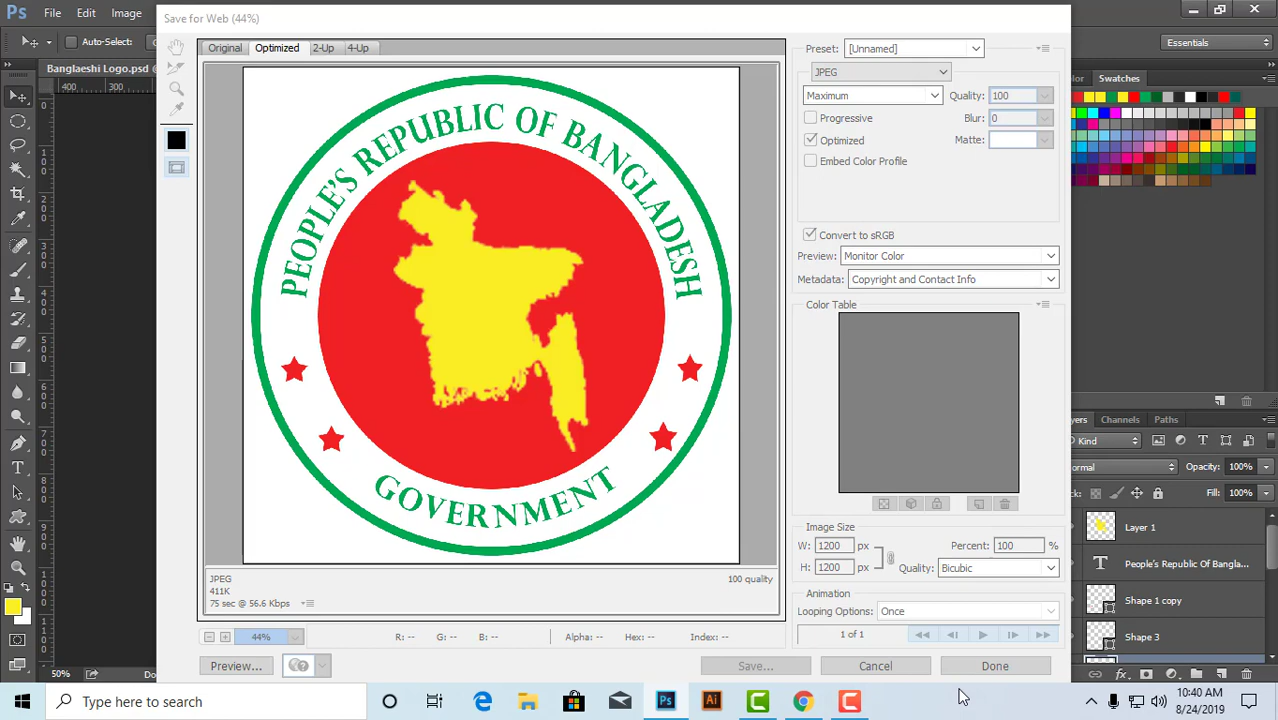 Ps File Edit Image
Save for Web (44%)
Auto-Select:
Essentials
Banglaeshi Logo.psd
Original Optimized 2-Up 4-Up
Preset: [Unnamed]
JPEG
Maximum Quality: 100
Progressive Blur: 0
Optimized Matte:
Embed Color Profile
Convert to sRGB
Preview: Monitor Color
Metadata: Copyright and Contact Info
Color Table
Image Size
W: 1200 px Percent: 100 %
H: 1200 px Quality: Bicubic
Animation
Looping Options: Once
1 of 1
PEOPLE'S REPUBLIC OF BANGLADESH
GOVERNMENT
JPEG 100 quality
411K
75 sec @ 56.6 Kbps
44% R: -- G: -- B: -- Alpha: -- Hex: -- Index: --
Preview... Save... Cancel Done
Swatches
Channels Paths
Kind
Opacity: 100%
Fill: 100%
Layer 1
People's Republic Of Bangla...
Shape 1 copy
Shape 3
50%
Type here to search
Ps Ai
10:40 AM
8/24/2019